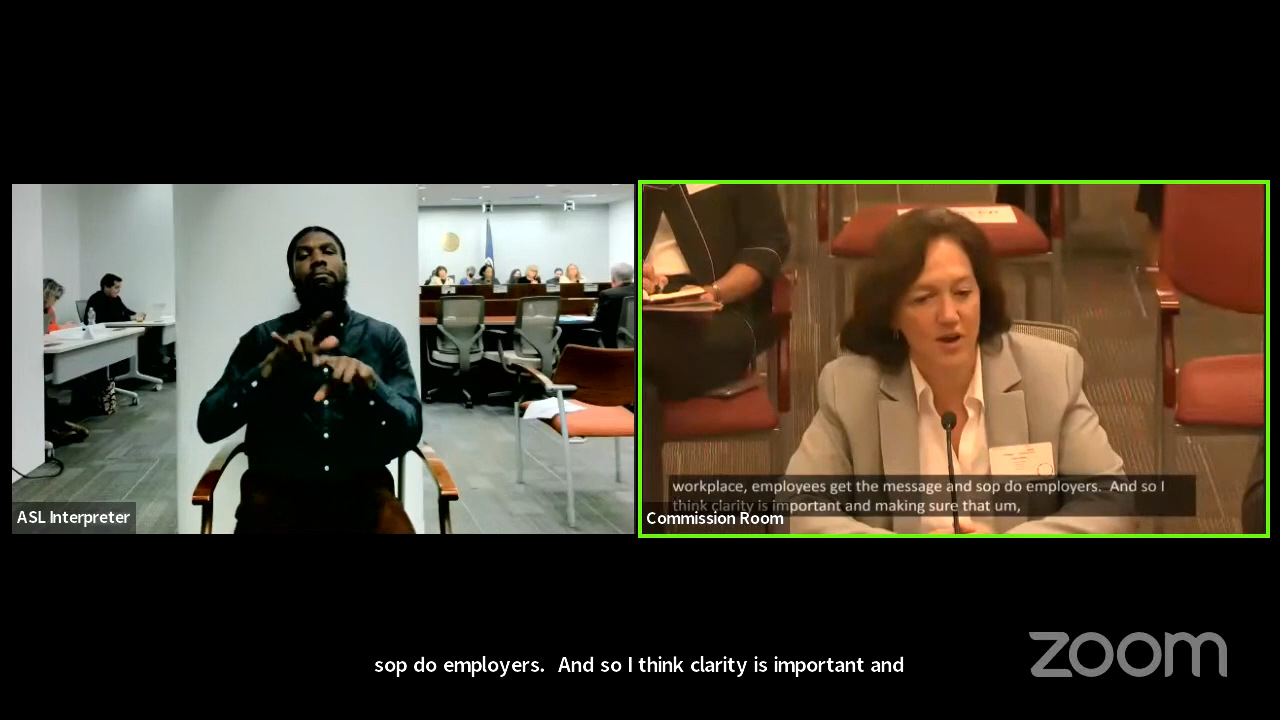 ASL Interpreter
workplace, employees get the message and sop do employers.  And so I
think clarity is important and making sure that um,
Commission Room
sop do employers.  And so I think clarity is important and
zoom